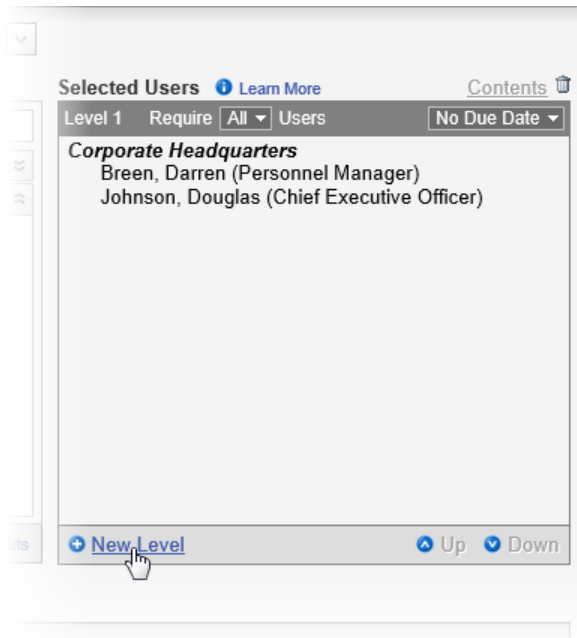 Selected Users Learn More Contents
Level 1 Require All Users No Due Date
Corporate Headquarters
Breen, Darren (Personnel Manager)
Johnson, Douglas (Chief Executive Officer)
New Level Up Down